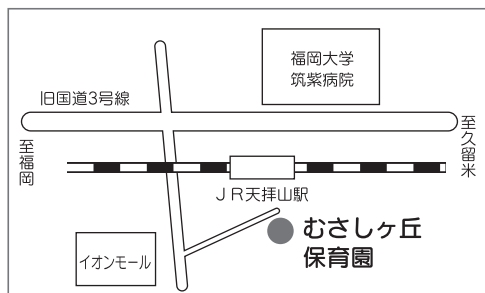 福岡大学
筑紫病院
旧国道3号線
至福岡
至久留米
JR天拝山駅
むさしヶ丘
保育園
イオンモール